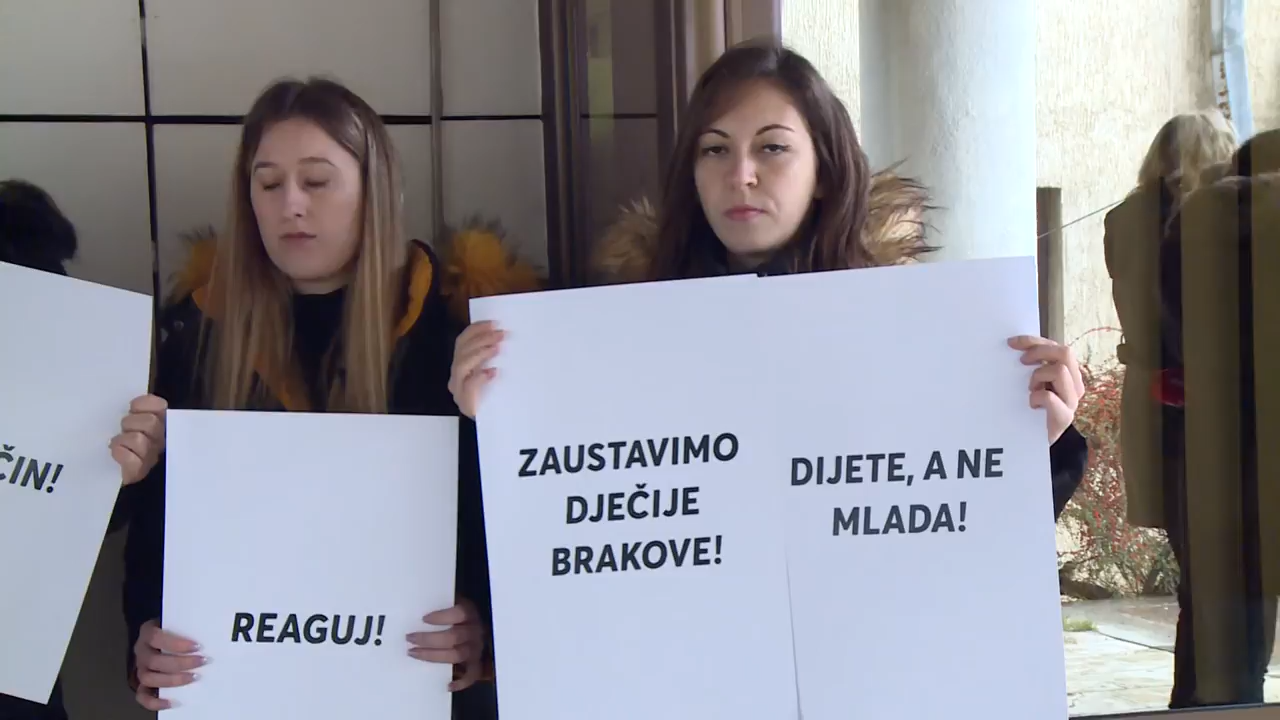 ČIN!
REAGUJ!
ZAUSTAVIMO
DJEČIJE
BRAKOVE!
DIJETE, A NE
MLADA!